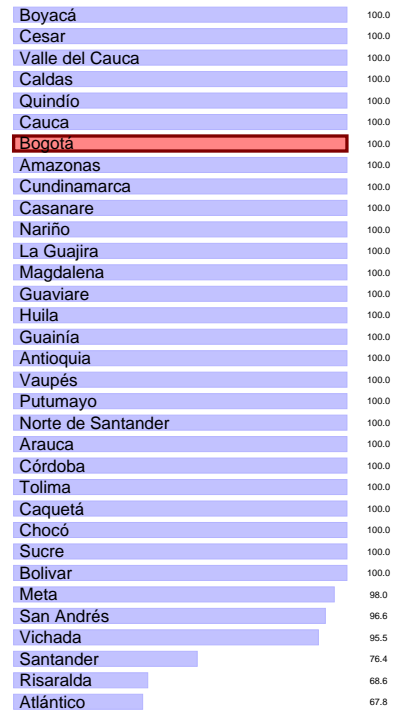 Boyacá 100.0
Cesar 100.0
Valle del Cauca 100.0
Caldas 100.0
Quindío 100.0
Cauca 100.0
Bogotá 100.0
Amazonas 100.0
Cundinamarca 100.0
Casanare 100.0
Nariño 100.0
La Guajira 100.0
Magdalena 100.0
Guaviare 100.0
Huila 100.0
Guainía 100.0
Antioquia 100.0
Vaupés 100.0
Putumayo 100.0
Norte de Santander 100.0
Arauca 100.0
Córdoba 100.0
Tolima 100.0
Caquetá 100.0
Chocó 100.0
Sucre 100.0
Bolivar 100.0
Meta 98.0
San Andrés 96.6
Vichada 95.5
Santander 76.4
Risaralda 68.6
Atlántico 67.8